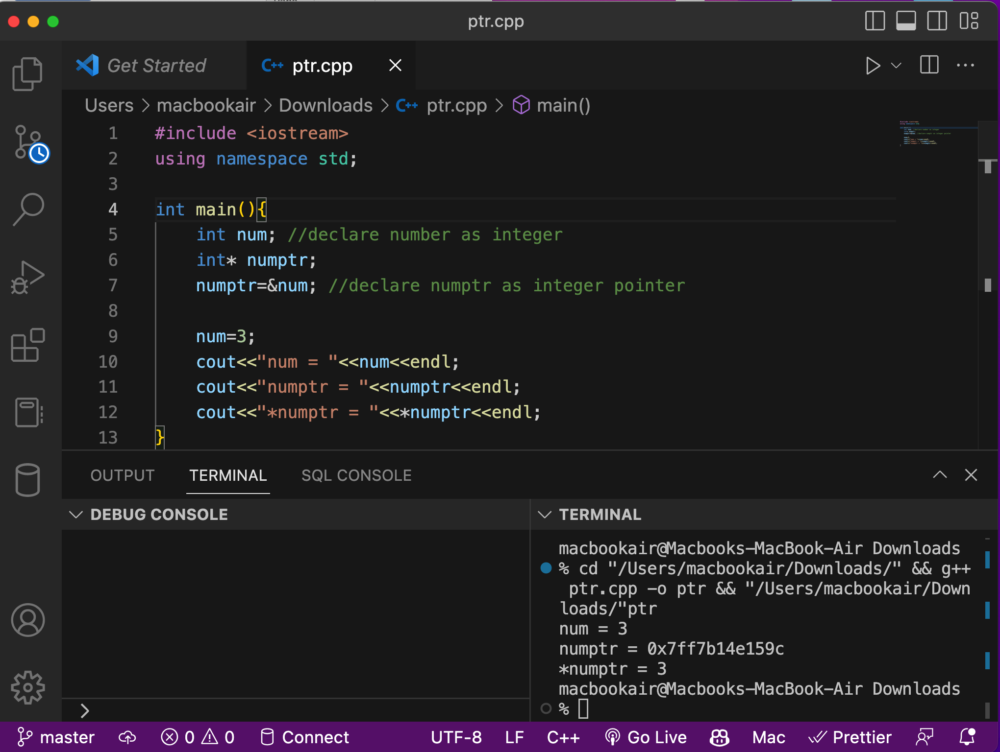 ptr.cpp
Get Started
C++ ptr.cpp
Users > macbookair > Downloads > C++ ptr.cpp > main()
1 #include <iostream>
2 using namespace std;
3
4 int main(){
5 int num; //declare number as integer
6 int* numptr;
7 numptr=&num; //declare numptr as integer pointer
8
9 num=3;
10 cout<<"num = "<<num<<endl;
11 cout<<"numptr = "<<numptr<<endl;
12 cout<<"*numptr = "<<*numptr<<endl;
13 }
OUTPUT TERMINAL SQL CONSOLE
DEBUG CONSOLE
TERMINAL
macbookair@Macbooks-MacBook-Air Downloads
% cd "/Users/macbookair/Downloads/" && g++
ptr.cpp -o ptr && "/Users/macbookair/Down
loads/"ptr
num = 3
numptr = 0x7ff7b14e159c
*numptr = 3
macbookair@Macbooks-MacBook-Air Downloads
%
master 0 0 Connect UTF-8 LF C++ Go Live Mac Prettier